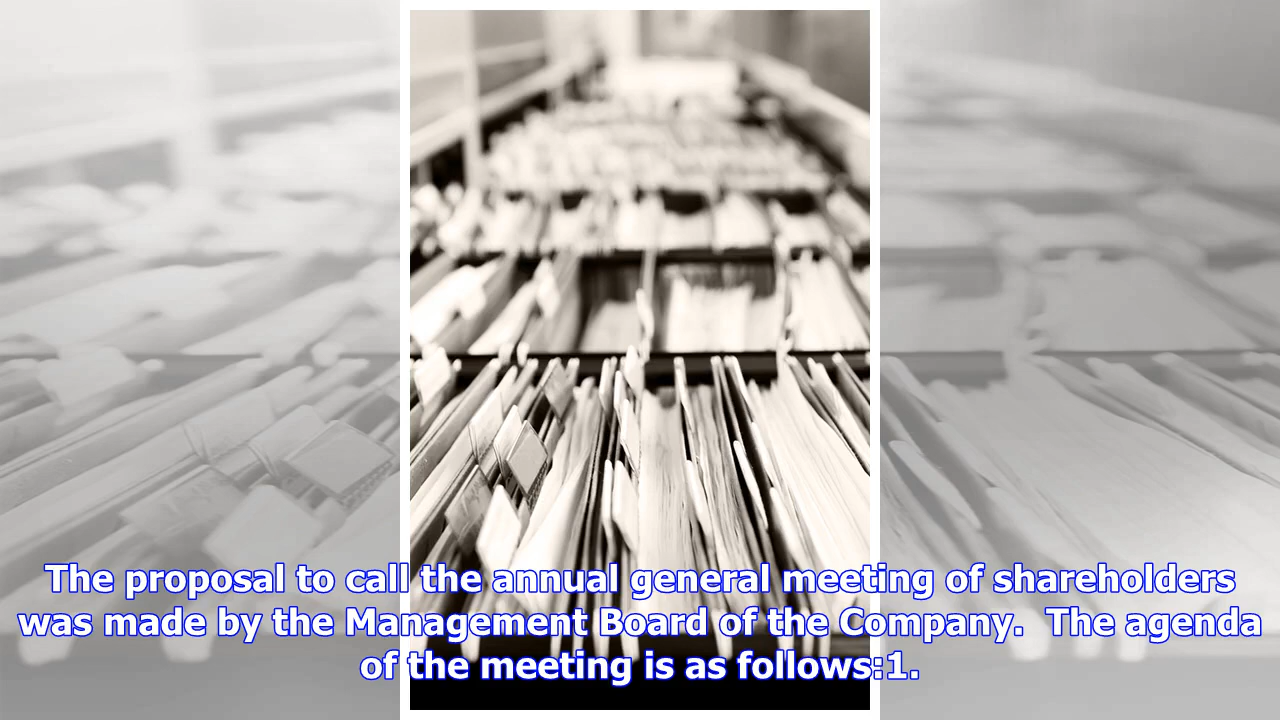 The proposal to call the annual general meeting of shareholders
was made by the Management Board of the Company.  The agenda
of the meeting is as follows:1.